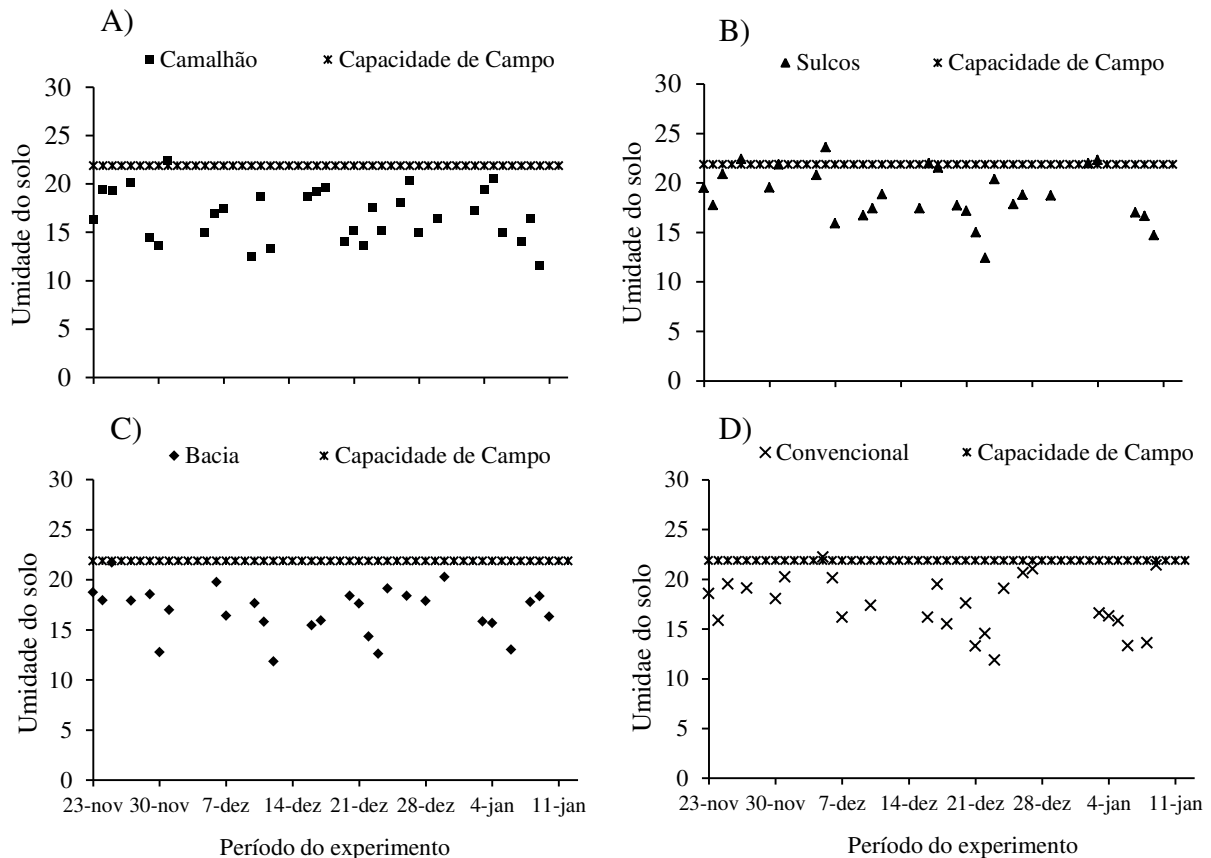 A)
■ Camalhão ж Capacidade de Campo
Umidade do solo
30
25
20
15
10
5
0
B)
▲ Sulcos ж Capacidade de Campo
Umidade do solo
30
25
20
15
10
5
0
C)
◆ Bacia ж Capacidade de Campo
Umidade do solo
30
25
20
15
10
5
0
23-nov 30-nov 7-dez 14-dez 21-dez 28-dez 4-jan 11-jan
Período do experimento
D)
× Convencional ж Capacidade de Campo
Umidae do solo
30
25
20
15
10
5
0
23-nov 30-nov 7-dez 14-dez 21-dez 28-dez 4-jan 11-jan
Período do experimento